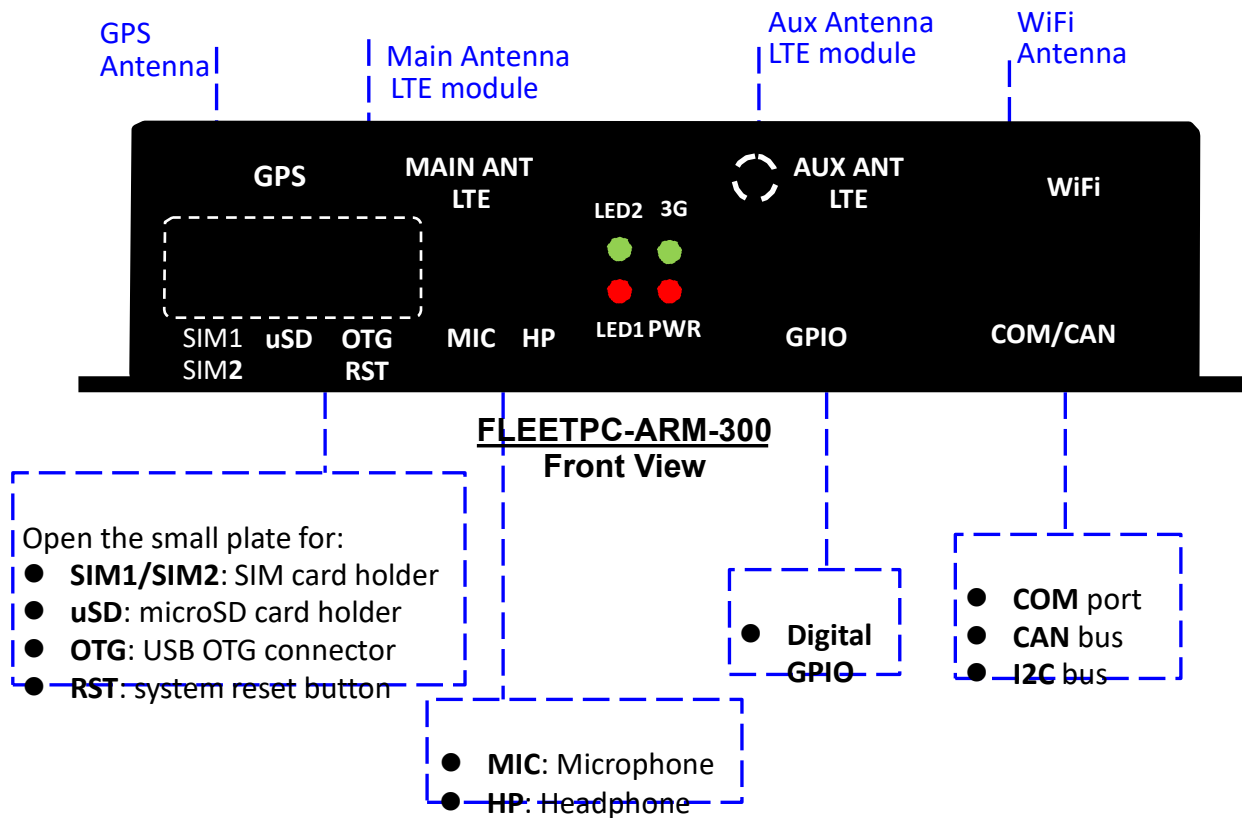 GPS
Antenna
Main Antenna
LTE module
Aux Antenna
LTE module
WiFi
Antenna
GPS
MAIN ANT
LTE
AUX ANT
LTE
WiFi
LED2 3G
LED1 PWR
SIM1 uSD OTG
SIM2 RST
MIC HP
GPIO
COM/CAN
FLEETPC-ARM-300
Front View
Open the small plate for:
● SIM1/SIM2: SIM card holder
● uSD: microSD card holder
● OTG: USB OTG connector
● RST: system reset button
● MIC: Microphone
● HP: Headphone
● Digital
GPIO
● COM port
● CAN bus
● I2C bus